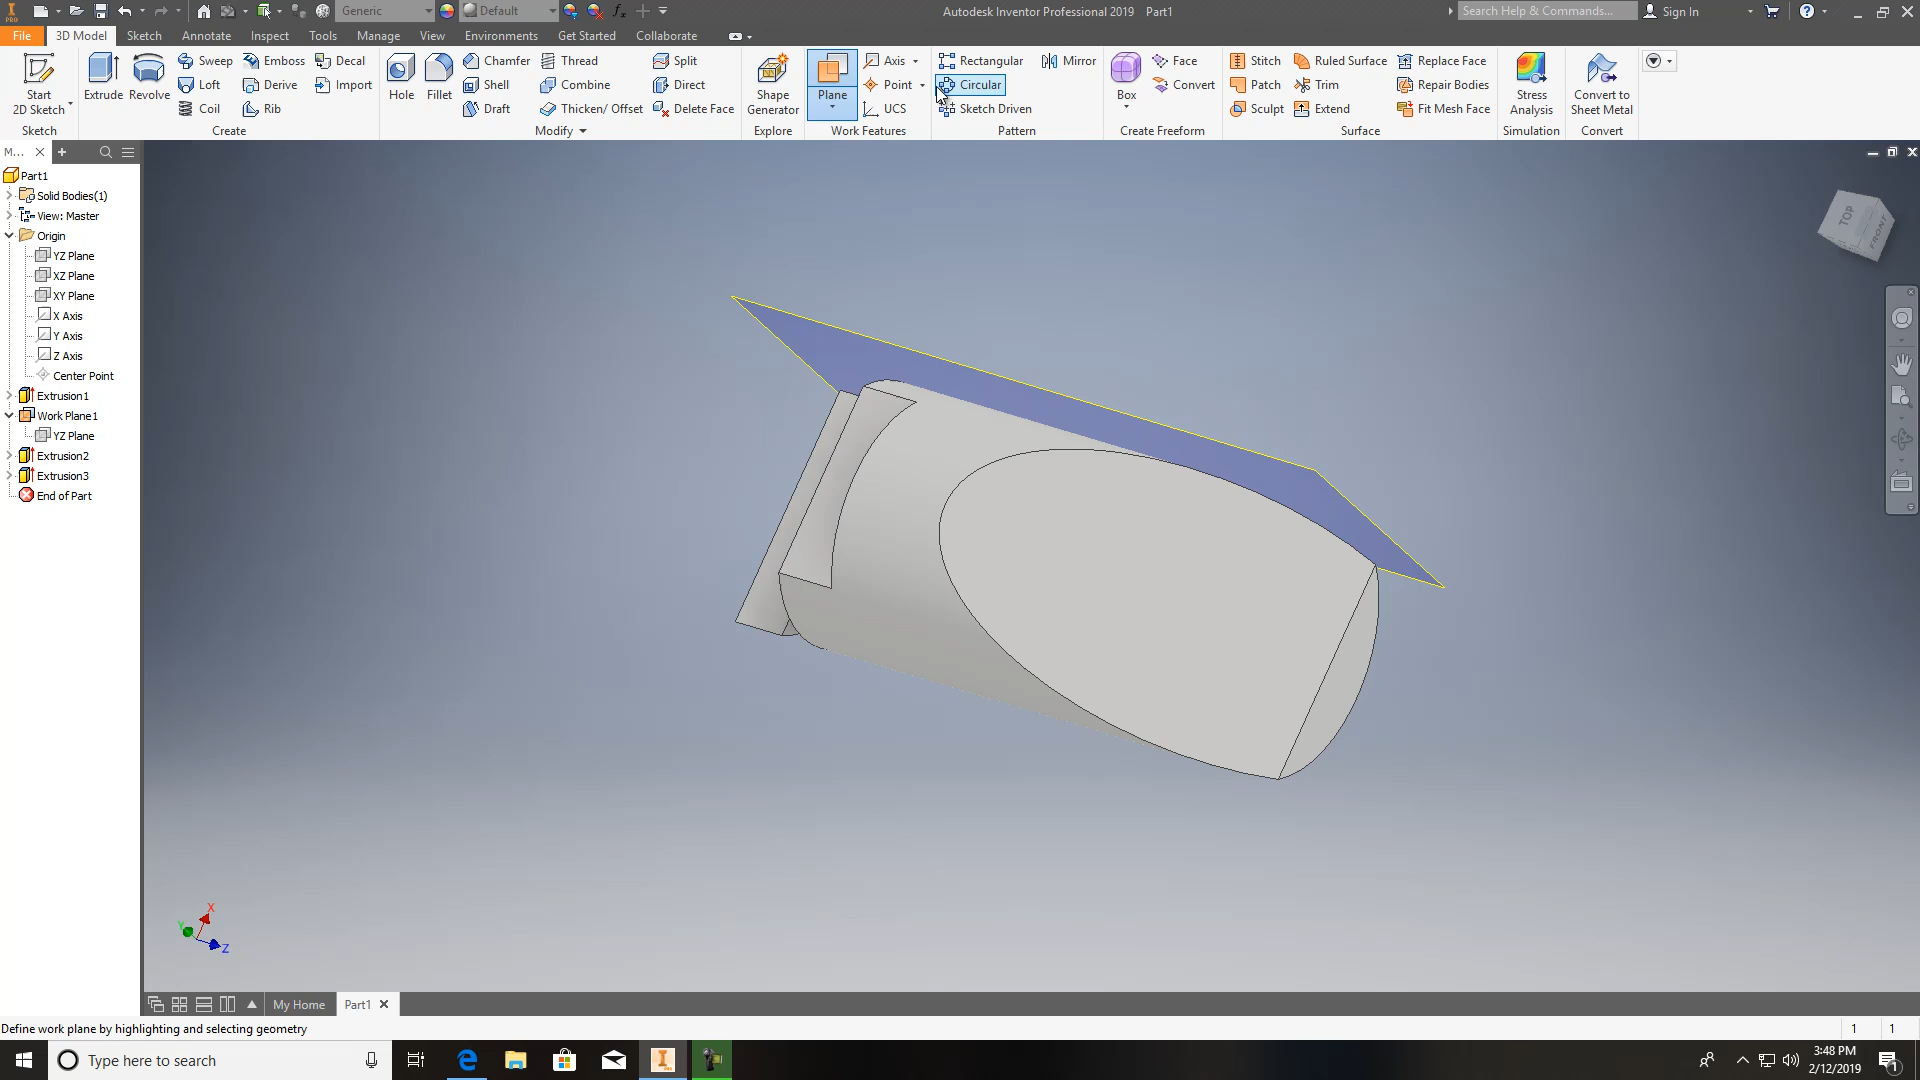 Generic
Default
fx
Autodesk Inventor Professional 2019 Part1
Search Help & Commands...
Sign In
File 3D Model Sketch Annotate Inspect Tools Manage View Environments Get Started Collaborate
Start
2D Sketch
Sketch
Extrude
Revolve
Sweep
Loft
Coil
Emboss
Derive
Rib
Decal
Import
Create
Hole
Fillet
Chamfer
Shell
Draft
Thread
Combine
Thicken/ Offset
Split
Direct
Delete Face
Modify
Shape
Generator
Explore
Plane
Axis
Point
UCS
Work Features
Rectangular
Circular
Sketch Driven
Mirror
Pattern
Box
Face
Convert
Create Freeform
Stitch
Patch
Sculpt
Ruled Surface
Trim
Extend
Replace Face
Repair Bodies
Fit Mesh Face
Surface
Stress
Analysis
Simulation
Convert to
Sheet Metal
Convert
M...
Part1
Solid Bodies(1)
View: Master
Origin
YZ Plane
XZ Plane
XY Plane
X Axis
Y Axis
Z Axis
Center Point
Extrusion1
Work Plane1
YZ Plane
Extrusion2
Extrusion3
End of Part
TOP
FRONT
X
Y
Z
My Home
Part1
Define work plane by highlighting and selecting geometry
1 1
Type here to search
3:48 PM
2/12/2019
1